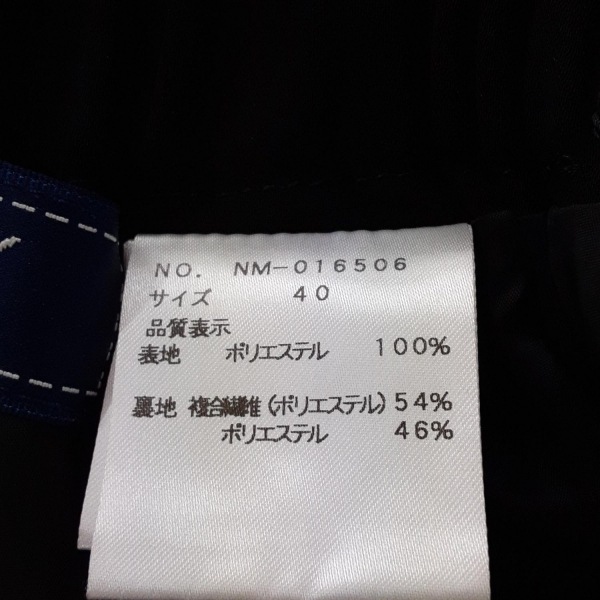 NO. NM-016506
サイズ 40
品質表示
表地 ポリエステル 100%
裏地 複合繊維(ポリエステル)54%
ポリエステル 46%